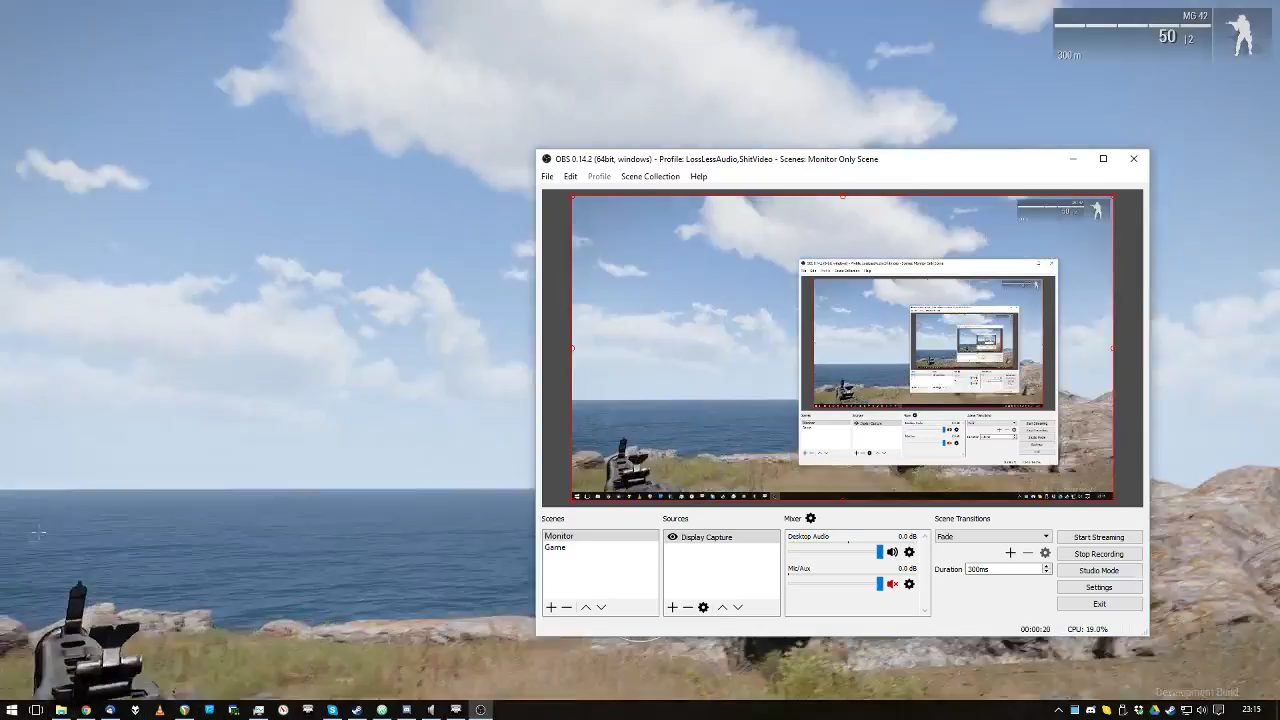 MG 42
50 | 2
300 m
OBS 0.14.2 (64bit, windows) - Profile: LossLessAudio,ShitVideo - Scenes: Monitor Only Scene
File Edit Profile Scene Collection Help
Scenes
Sources
Mixer
Scene Transitions
Monitor
Game
Display Capture
Desktop Audio 0.0 dB
Mic/Aux 0.0 dB
Fade
Duration 300ms
Start Streaming
Stop Recording
Studio Mode
Settings
Exit
00:00:20 CPU: 19.0%
Development Build
23:15